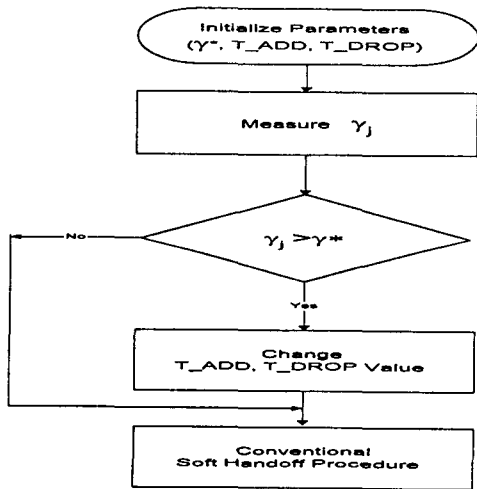 Initialize Parameters
(γ*, T_ADD, T_DROP)
Measure γj
γj >γ*
No
Yes
Change
T_ADD, T_DROP Value
Conventional
Soft Handoff Procedure